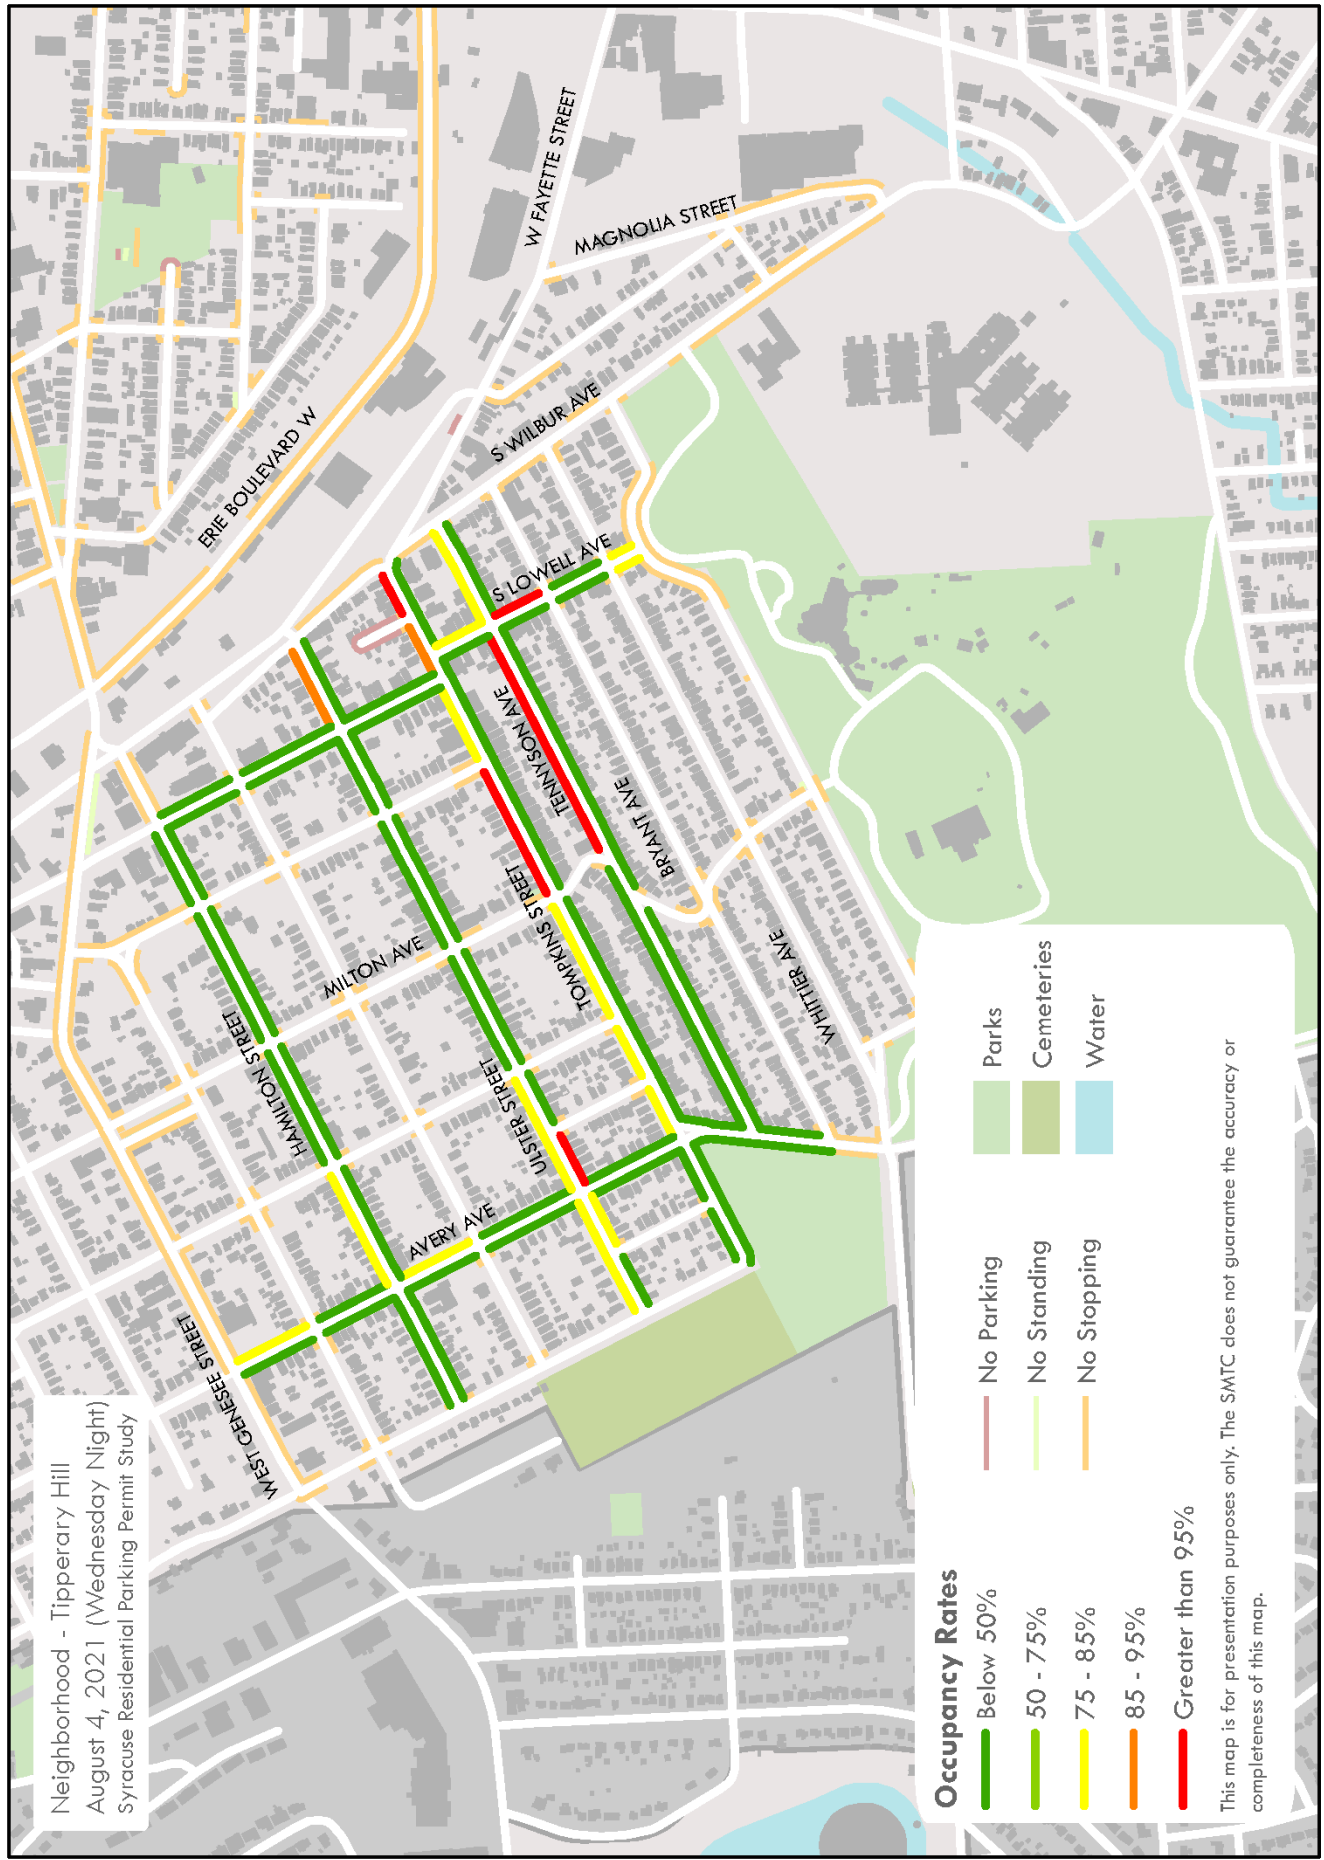 Neighborhood - Tipperary Hill
August 4, 2021 (Wednesday Night)
Syracuse Residential Parking Permit Study
WEST GENESEE STREET
AVERY AVE
HAMILTON STREET
ULSTER STREET
MILTON AVE
TOMPKINS STREET
TENNYSON AVE
BRYANT AVE
WHITTIER AVE
S LOWELL AVE
S WILBUR AVE
ERIE BOULEVARD W
W FAYETTE STREET
MAGNOLIA STREET
Occupancy Rates
Below 50%
50 - 75%
75 - 85%
85 - 95%
Greater than 95%
No Parking
No Standing
No Stopping
Parks
Cemeteries
Water
This map is for presentation purposes only. The SMTC does not guarantee the accuracy or
completeness of this map.